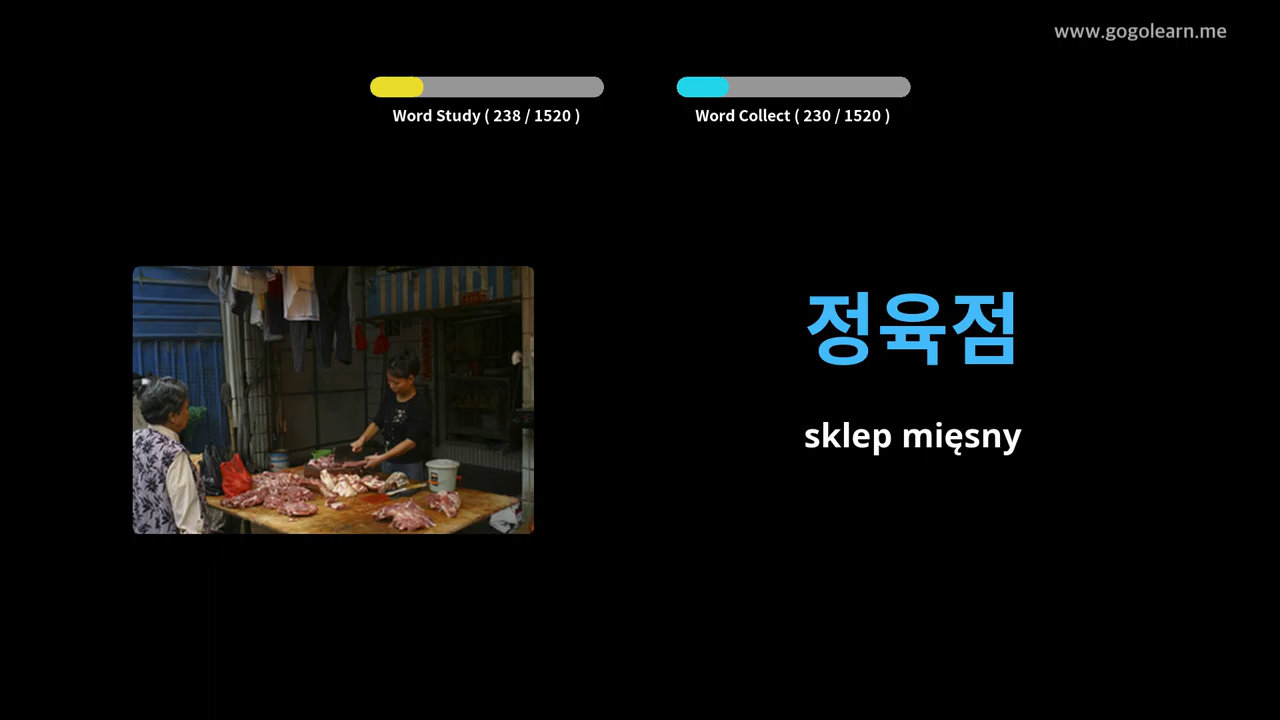 www.gogolearn.me
Word Study ( 238 / 1520 )
Word Collect ( 230 / 1520 )
정육점
sklep mięsny